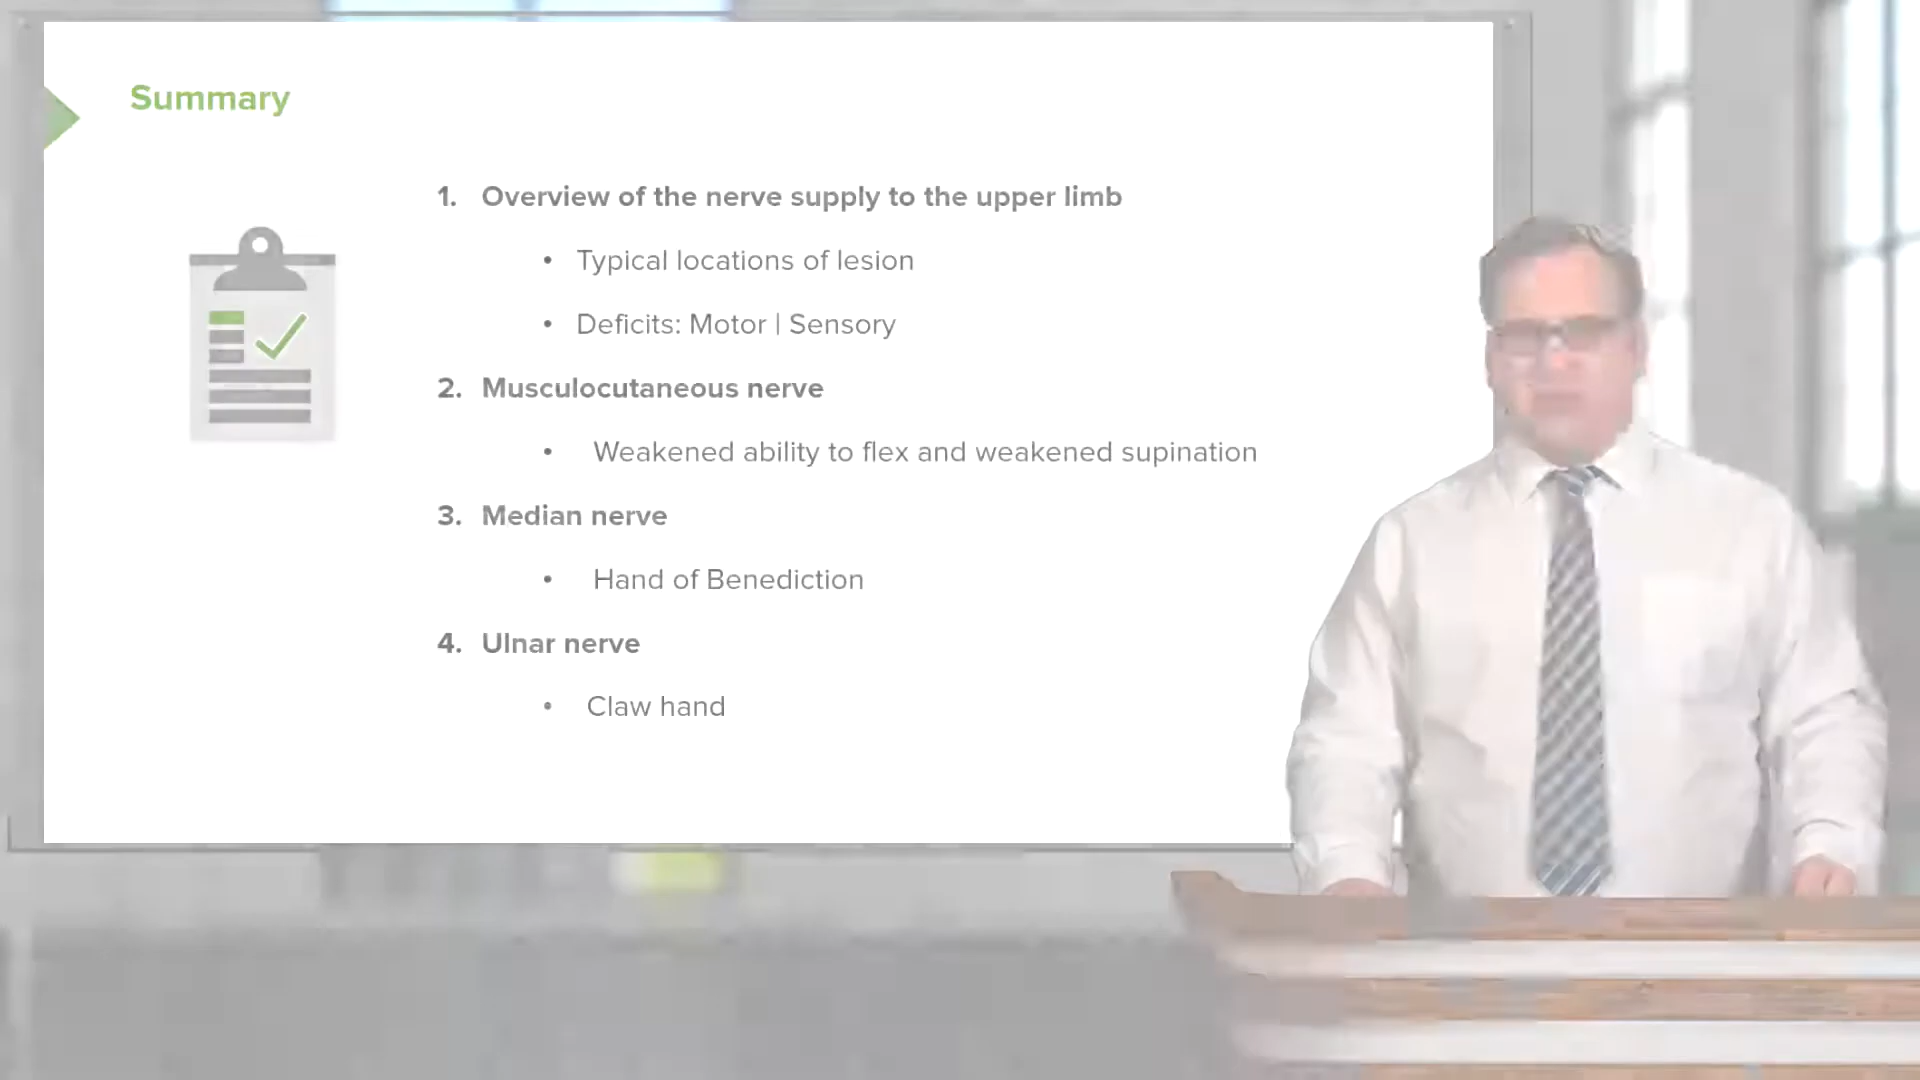 Summary
1. Overview of the nerve supply to the upper limb
• Typical locations of lesion
• Deficits: Motor | Sensory
2. Musculocutaneous nerve
• Weakened ability to flex and weakened supination
3. Median nerve
• Hand of Benediction
4. Ulnar nerve
• Claw hand